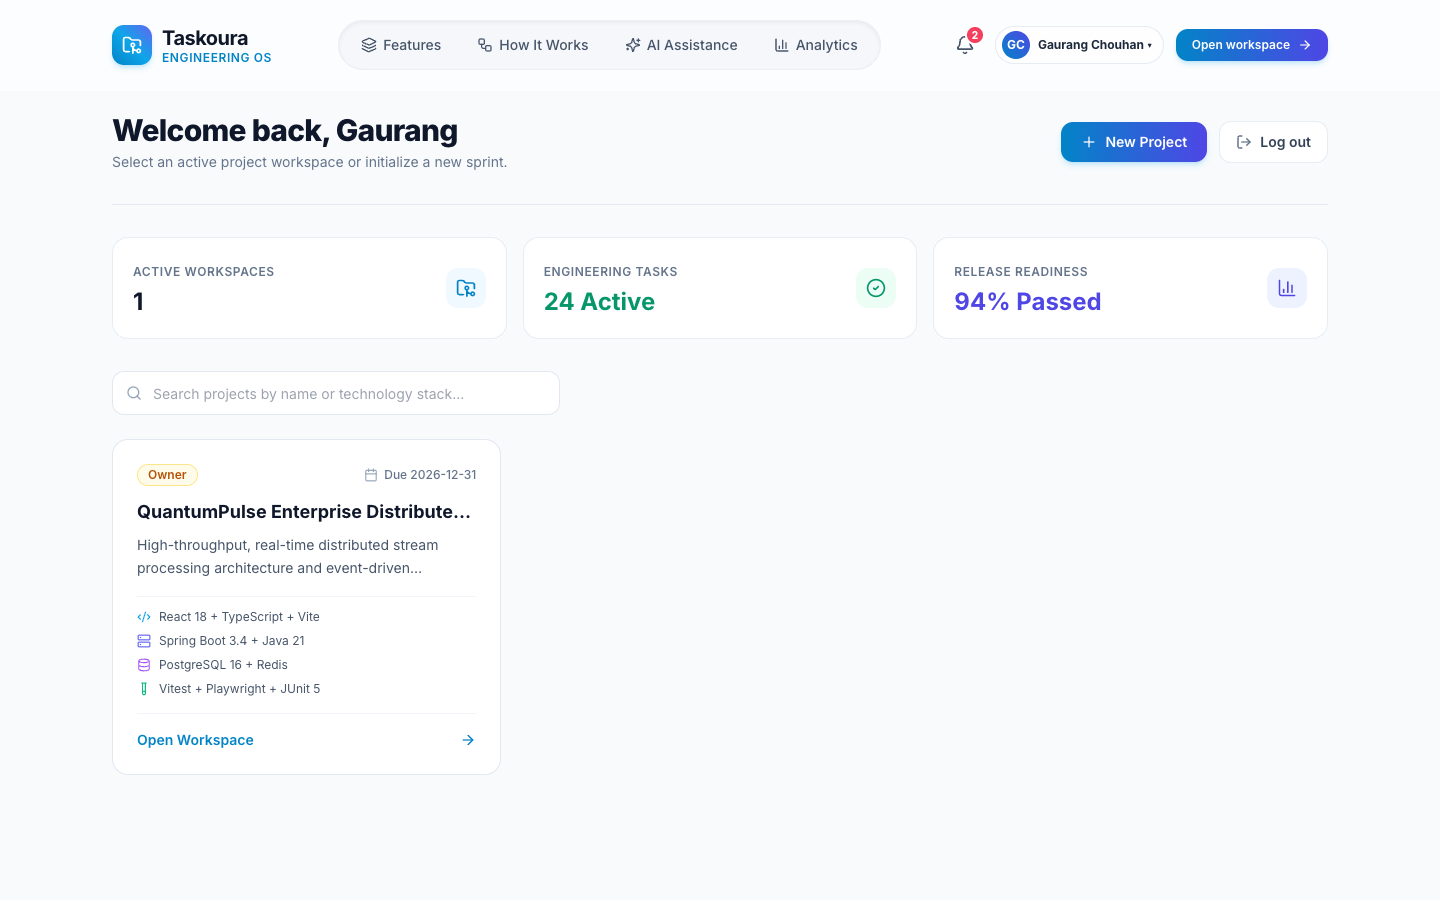 Taskoura
ENGINEERING OS
Features
How It Works
AI Assistance
Analytics
2
GC
Gaurang Chouhan ▾
Open workspace
Welcome back, Gaurang
Select an active project workspace or initialize a new sprint.
New Project
Log out
ACTIVE WORKSPACES
1
ENGINEERING TASKS
24 Active
RELEASE READINESS
94% Passed
Search projects by name or technology stack...
Owner
Due 2026-12-31
QuantumPulse Enterprise Distribute...
High-throughput, real-time distributed stream
processing architecture and event-driven...
React 18 + TypeScript + Vite
Spring Boot 3.4 + Java 21
PostgreSQL 16 + Redis
Vitest + Playwright + JUnit 5
Open Workspace